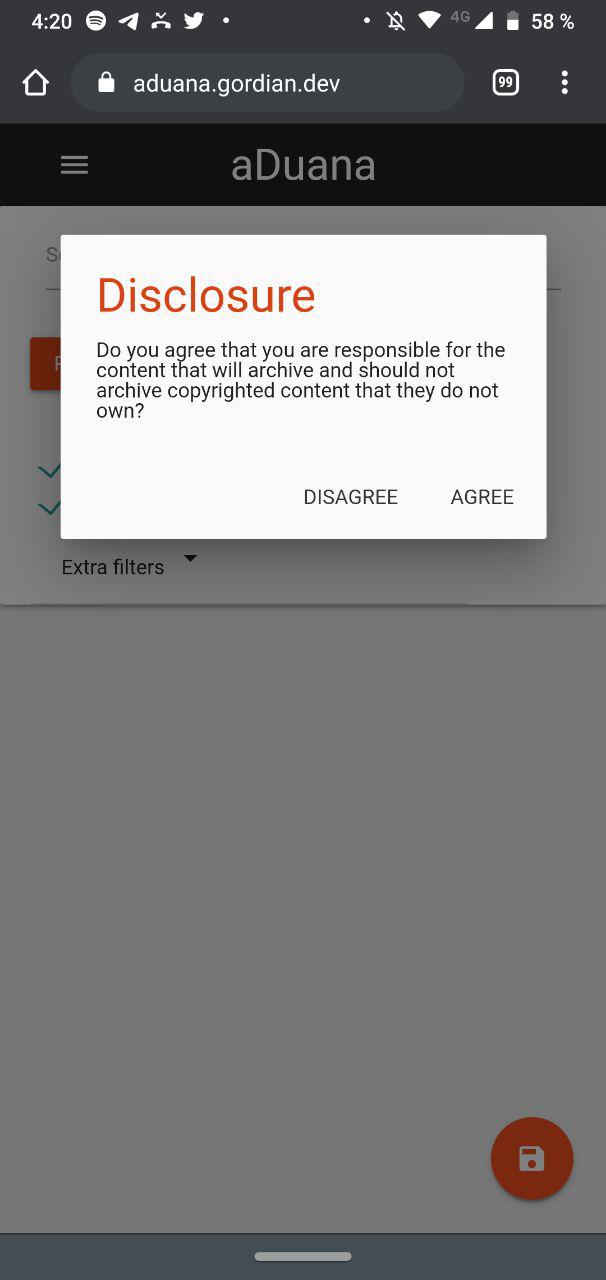 4:20
4G
58 %
aduana.gordian.dev
99
aDuana
Disclosure
Do you agree that you are responsible for the
content that will archive and should not
archive copyrighted content that they do not
own?
DISAGREE
AGREE
Extra filters